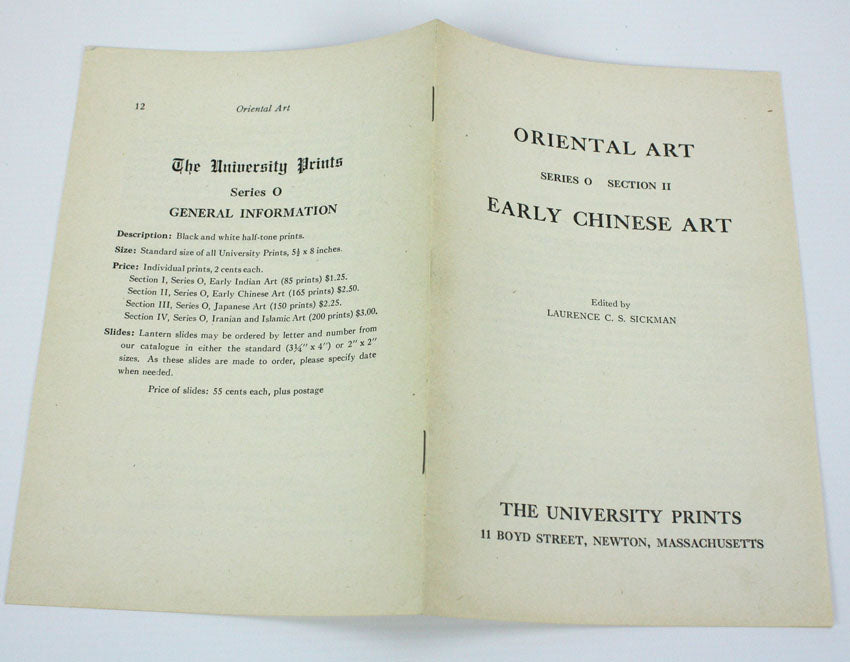 12
Oriental Art
The University Prints
Series O
GENERAL INFORMATION
Description: Black and white half-tone prints.
Size: Standard size of all University Prints, 5½ x 8 inches.
Price: Individual prints, 2 cents each.
Section I, Series O, Early Indian Art (85 prints) $1.25.
Section II, Series O, Early Chinese Art (165 prints) $2.50.
Section III, Series O, Japanese Art (150 prints) $2.25.
Section IV, Series O, Iranian and Islamic Art (200 prints) $3.00.
Slides: Lantern slides may be ordered by letter and number from
our catalogue in either the standard (3¼" x 4") or 2" x 2"
sizes. As these slides are made to order, please specify date
when needed.
Price of slides: 55 cents each, plus postage
ORIENTAL ART
SERIES O SECTION II
EARLY CHINESE ART
Edited by
LAURENCE C. S. SICKMAN
THE UNIVERSITY PRINTS
11 BOYD STREET, NEWTON, MASSACHUSETTS